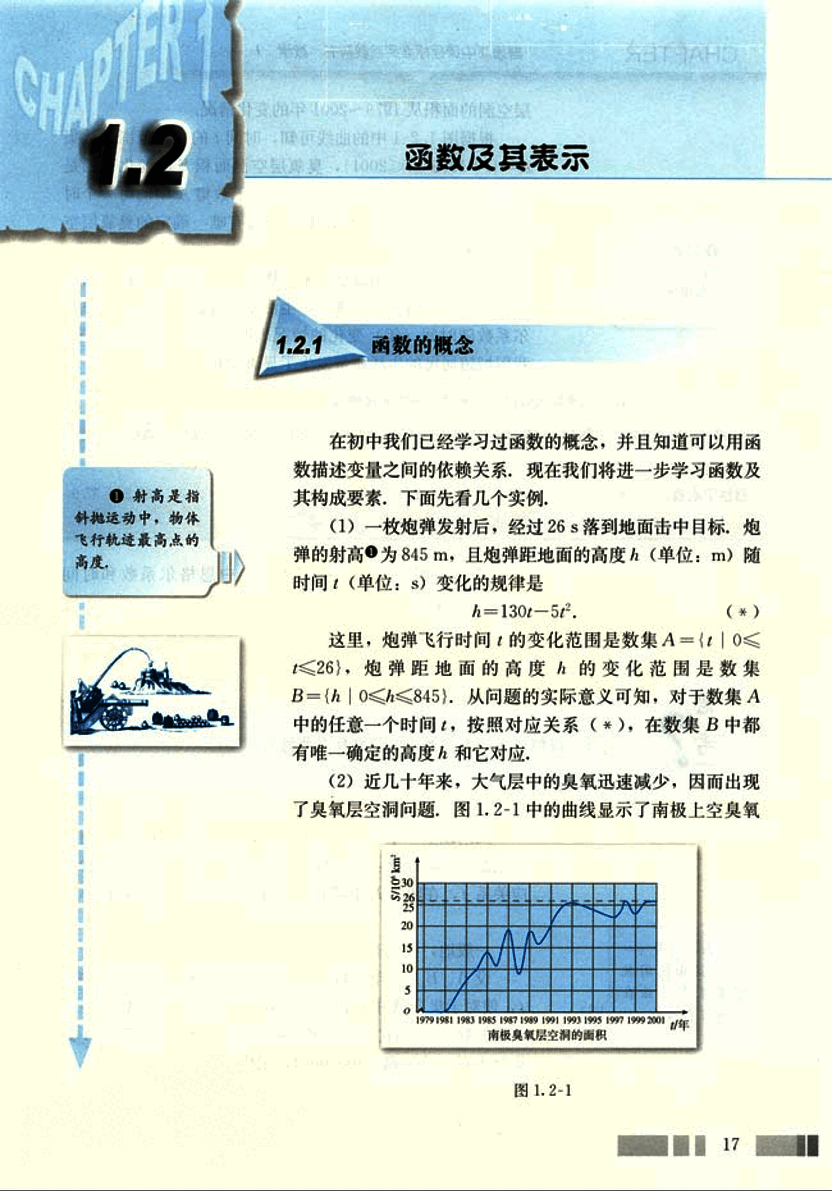 CHAPTER 1
1.2
函数及其表示
1.2.1 函数的概念
在初中我们已经学习过函数的概念，并且知道可以用函
数描述变量之间的依赖关系．现在我们将进一步学习函数及
其构成要素．下面先看几个实例．
（1）一枚炮弹发射后，经过 26 s 落到地面击中目标．炮
弹的射高❶为 845 m，且炮弹距地面的高度 h（单位：m）随
时间 t（单位：s）变化的规律是
h=130t−5t².　（*）
这里，炮弹飞行时间 t 的变化范围是数集 A={t｜0≤
t≤26}，炮弹距地面的高度 h 的变化范围是数集
B={h｜0≤h≤845}．从问题的实际意义可知，对于数集 A
中的任意一个时间 t，按照对应关系（*），在数集 B 中都
有唯一确定的高度 h 和它对应．
（2）近几十年来，大气层中的臭氧迅速减少，因而出现
了臭氧层空洞问题．图 1.2-1 中的曲线显示了南极上空臭氧
❶ 射高是指
斜抛运动中，物体
飞行轨迹最高点的
高度．
S/10⁶ km²
30
26
25
20
15
10
5
O
1979 1981 1983 1985 1987 1989 1991 1993 1995 1997 1999 2001 t/年
南极臭氧层空洞的面积
图 1.2-1
17